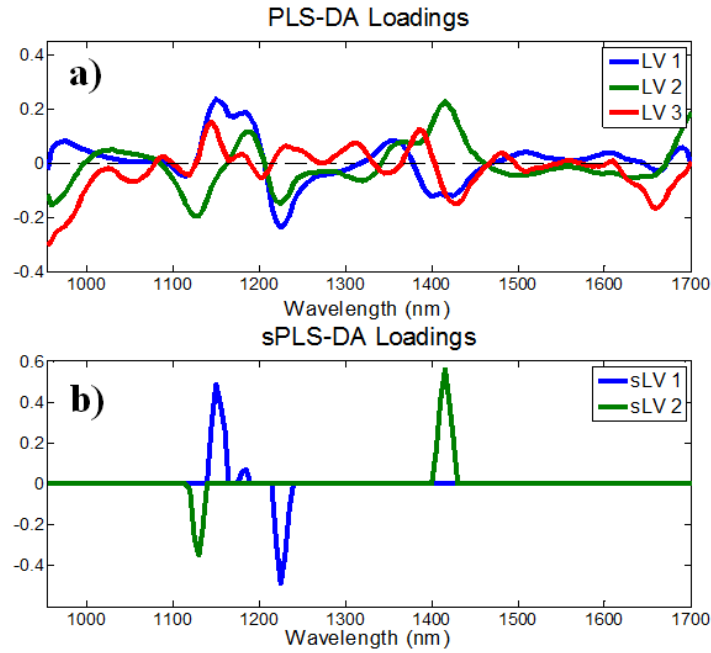 PLS-DA Loadings
a)
LV 1
LV 2
LV 3
0.4
0.2
0
-0.2
-0.4
1000 1100 1200 1300 1400 1500 1600 1700
Wavelength (nm)
sPLS-DA Loadings
b)
sLV 1
sLV 2
0.6
0.4
0.2
0
-0.2
-0.4
1000 1100 1200 1300 1400 1500 1600 1700
Wavelength (nm)